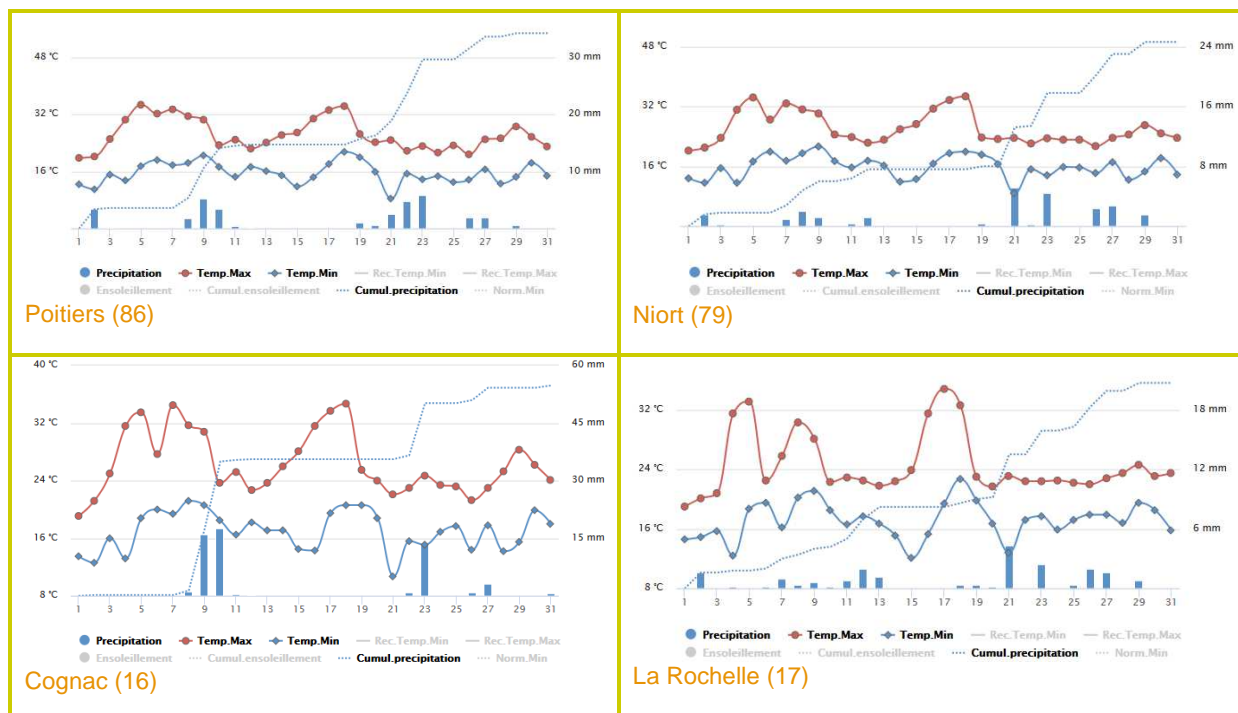 48 °C 30 mm
32 °C 20 mm
16 °C 10 mm
1 3 5 7 9 11 13 15 17 19 21 23 25 27 29 31
Precipitation Temp.Max Temp.Min Rec.Temp.Min Rec.Temp.Max
Ensoleillement Cumul.ensoleillement Cumul.precipitation Norm.Min
Poitiers (86)
48 °C 24 mm
32 °C 16 mm
16 °C 8 mm
1 3 5 7 9 11 13 15 17 19 21 23 25 27 29 31
Precipitation Temp.Max Temp.Min Rec.Temp.Min Rec.Temp.Max
Ensoleillement Cumul.ensoleillement Cumul.precipitation Norm.Min
Niort (79)
40 °C 60 mm
32 °C 45 mm
24 °C 30 mm
16 °C 15 mm
8 °C
1 3 5 7 9 11 13 15 17 19 21 23 25 27 29 31
Precipitation Temp.Max Temp.Min Rec.Temp.Min Rec.Temp.Max
Ensoleillement Cumul.ensoleillement Cumul.precipitation Norm.Min
Cognac (16)
32 °C 18 mm
24 °C 12 mm
16 °C 6 mm
8 °C
1 3 5 7 9 11 13 15 17 19 21 23 25 27 29 31
Precipitation Temp.Max Temp.Min Rec.Temp.Min Rec.Temp.Max
Ensoleillement Cumul.ensoleillement Cumul.precipitation Norm.Min
La Rochelle (17)